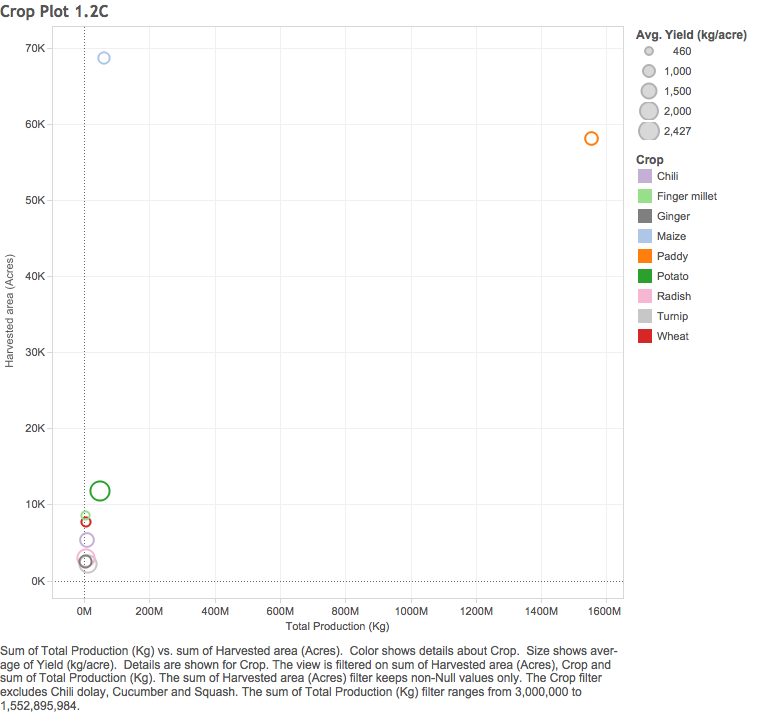 Crop Plot 1.2C
Avg. Yield (kg/acre)
460
1,000
1,500
2,000
2,427
Crop
Chili
Finger millet
Ginger
Maize
Paddy
Potato
Radish
Turnip
Wheat
70K
60K
50K
40K
30K
20K
10K
0K
Harvested area (Acres)
0M 200M 400M 600M 800M 1000M 1200M 1400M 1600M
Total Production (Kg)
Sum of Total Production (Kg) vs. sum of Harvested area (Acres). Color shows details about Crop. Size shows aver-
age of Yield (kg/acre). Details are shown for Crop. The view is filtered on sum of Harvested area (Acres), Crop and
sum of Total Production (Kg). The sum of Harvested area (Acres) filter keeps non-Null values only. The Crop filter
excludes Chili dolay, Cucumber and Squash. The sum of Total Production (Kg) filter ranges from 3,000,000 to
1,552,895,984.